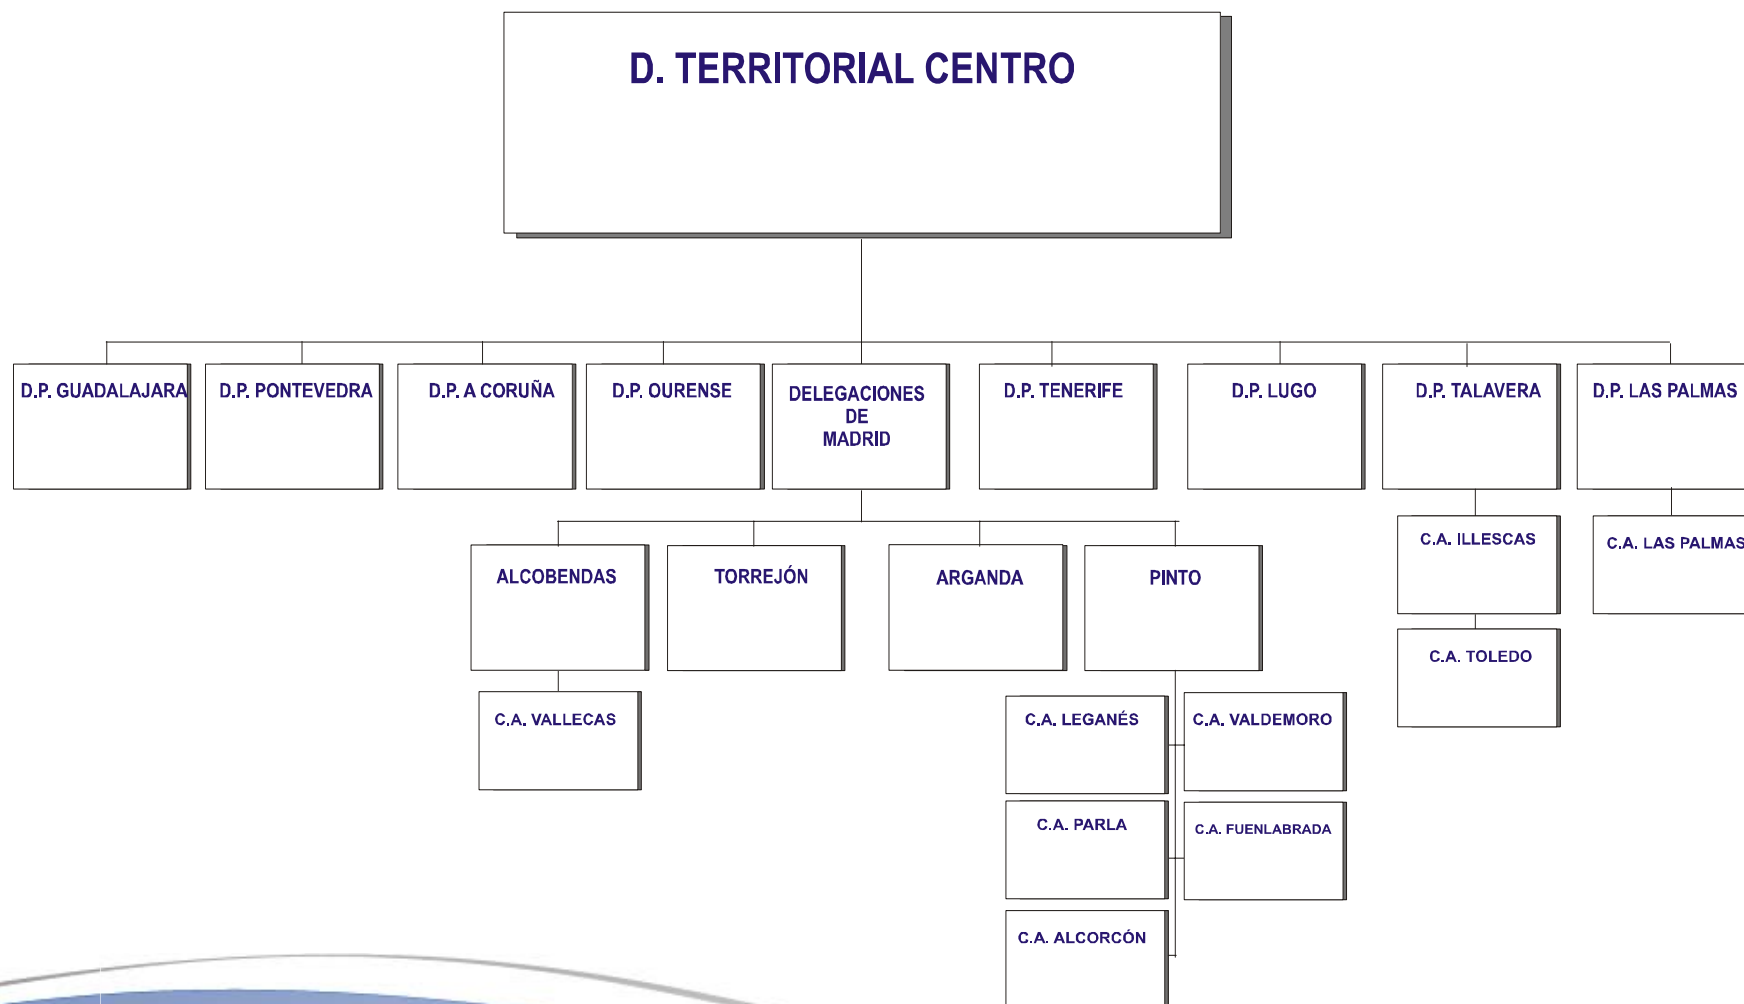 D. TERRITORIAL CENTRO
D.P. GUADALAJARA
D.P. PONTEVEDRA
D.P. A CORUÑA
D.P. OURENSE
DELEGACIONES
DE
MADRID
D.P. TENERIFE
D.P. LUGO
D.P. TALAVERA
D.P. LAS PALMAS
C.A. ILLESCAS
C.A. LAS PALMAS
ALCOBENDAS
TORREJÓN
ARGANDA
PINTO
C.A. TOLEDO
C.A. VALLECAS
C.A. LEGANÉS
C.A. VALDEMORO
C.A. PARLA
C.A. FUENLABRADA
C.A. ALCORCÓN